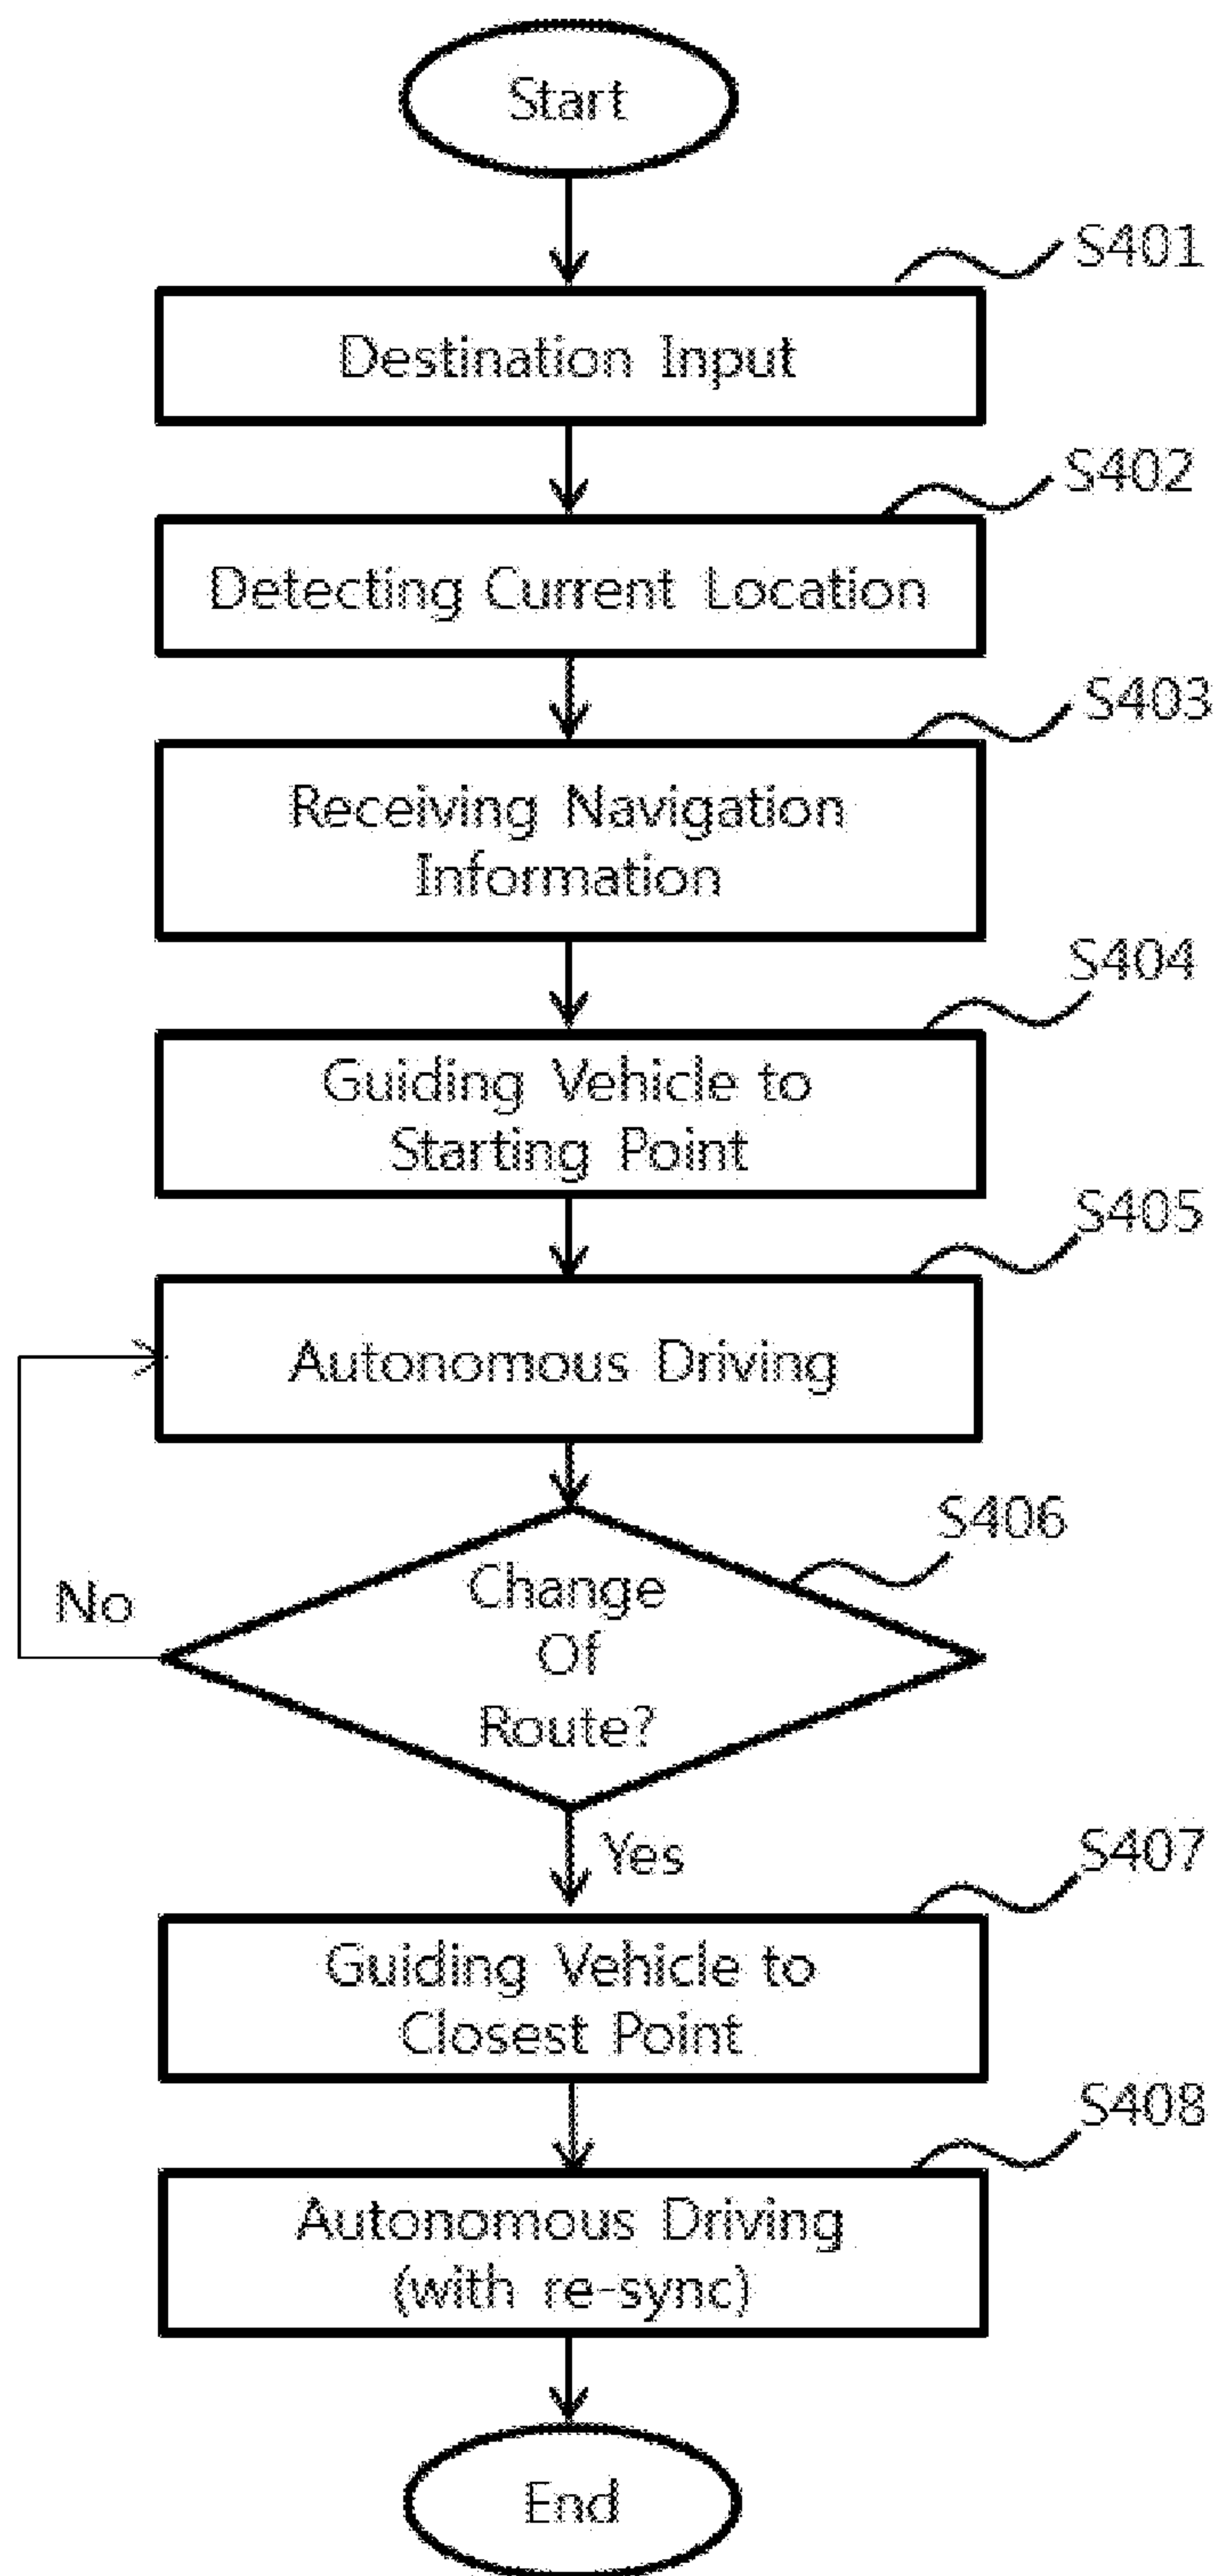 Start
S401
Destination Input
S402
Detecting Current Location
S403
Receiving Navigation
Information
S404
Guiding Vehicle to
Starting Point
S405
Autonomous Driving
S406
Change
Of
Route?
No
Yes
S407
Guiding Vehicle to
Closest Point
S408
Autonomous Driving
(with re-sync)
End